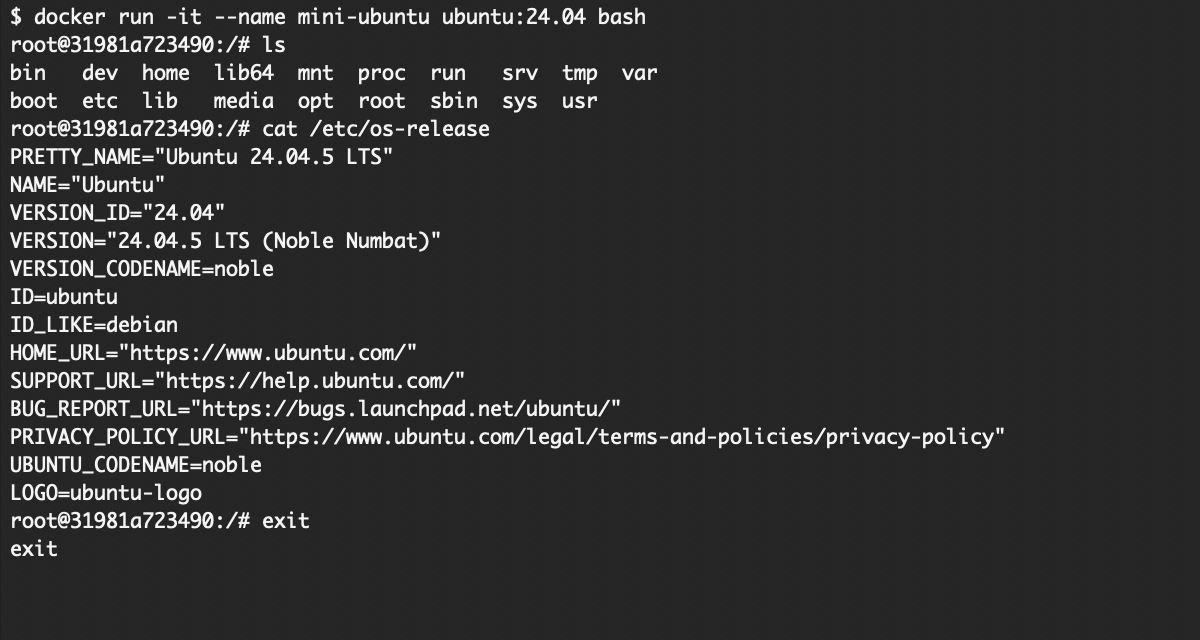 $ docker run -it --name mini-ubuntu ubuntu:24.04 bash
root@31981a723490:/# ls
bin   dev  home  lib64  mnt  proc  run   srv  tmp  var
boot  etc  lib   media  opt  root  sbin  sys  usr
root@31981a723490:/# cat /etc/os-release
PRETTY_NAME="Ubuntu 24.04.5 LTS"
NAME="Ubuntu"
VERSION_ID="24.04"
VERSION="24.04.5 LTS (Noble Numbat)"
VERSION_CODENAME=noble
ID=ubuntu
ID_LIKE=debian
HOME_URL="https://www.ubuntu.com/"
SUPPORT_URL="https://help.ubuntu.com/"
BUG_REPORT_URL="https://bugs.launchpad.net/ubuntu/"
PRIVACY_POLICY_URL="https://www.ubuntu.com/legal/terms-and-policies/privacy-policy"
UBUNTU_CODENAME=noble
LOGO=ubuntu-logo
root@31981a723490:/# exit
exit